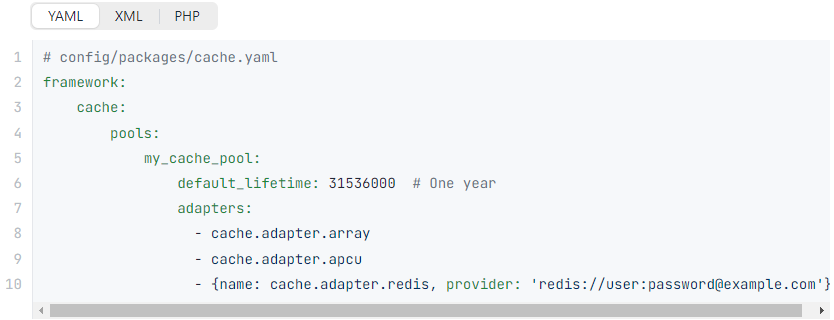 YAML XML PHP
1 # config/packages/cache.yaml
2 framework:
3     cache:
4         pools:
5             my_cache_pool:
6                 default_lifetime: 31536000  # One year
7                 adapters:
8                   - cache.adapter.array
9                   - cache.adapter.apcu
10                   - {name: cache.adapter.redis, provider: 'redis://user:password@example.com'}